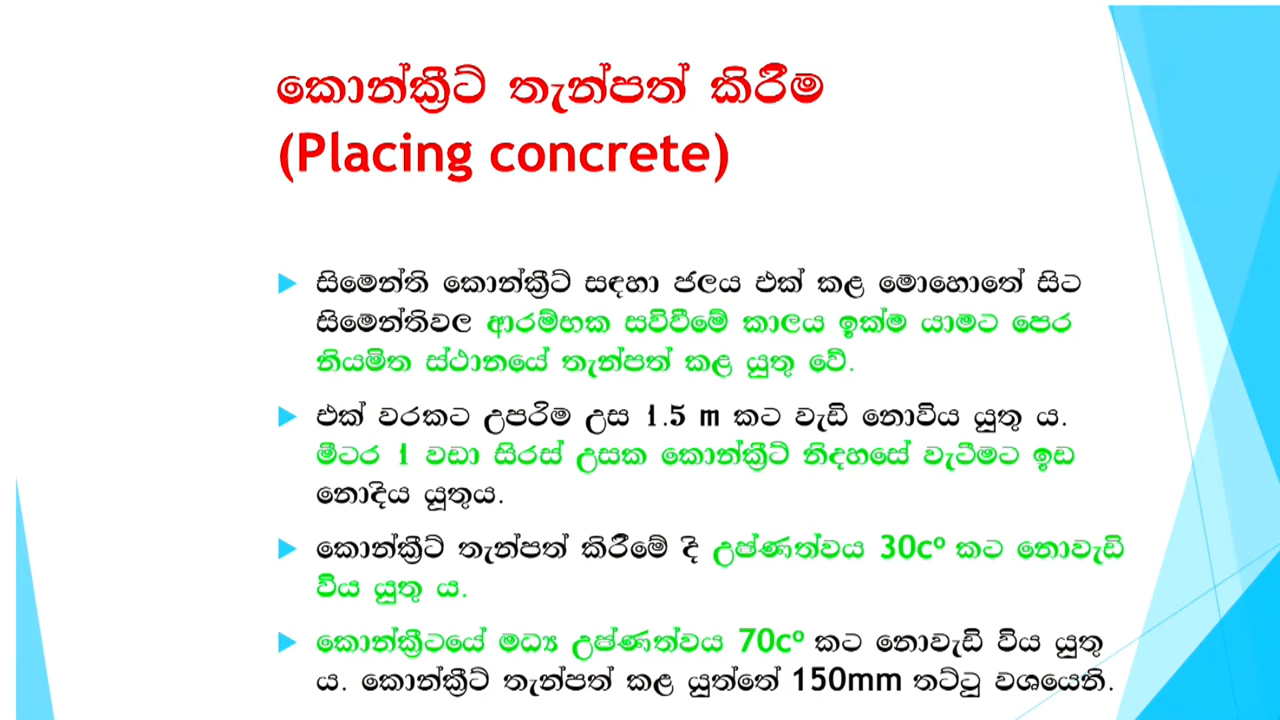 කොන්ක්‍රීට් තැන්පත් කිරීම
(Placing concrete)
සිමෙන්ති කොන්ක්‍රීට් සඳහා ජලය එක් කළ මොහොතේ සිට
සිමෙන්තිවල ආරම්භක සවිවීමේ කාලය ඉක්ම යාමට පෙර
නියමිත ස්ථානයේ තැන්පත් කළ යුතු වේ.
එක් වරකට උපරිම උස 1.5 m කට වැඩි නොවිය යුතු ය.
මීටර 1 වඩා සිරස් උසක කොන්ක්‍රීට් නිදහසේ වැටීමට ඉඩ
නොදිය යූතුය.
කොන්ක්‍රීට් තැන්පත් කිරීමේ දි උෂ්ණත්වය 30cº කට නොවැඩි
විය යුතු ය.
කොන්ක්‍රීටයේ මධ්‍ය උෂ්ණත්වය 70cº කට නොවැඩි විය යුතු
ය. කොන්ක්‍රීට් තැන්පත් කළ යුත්තේ 150mm තට්ටු වශයෙනි.